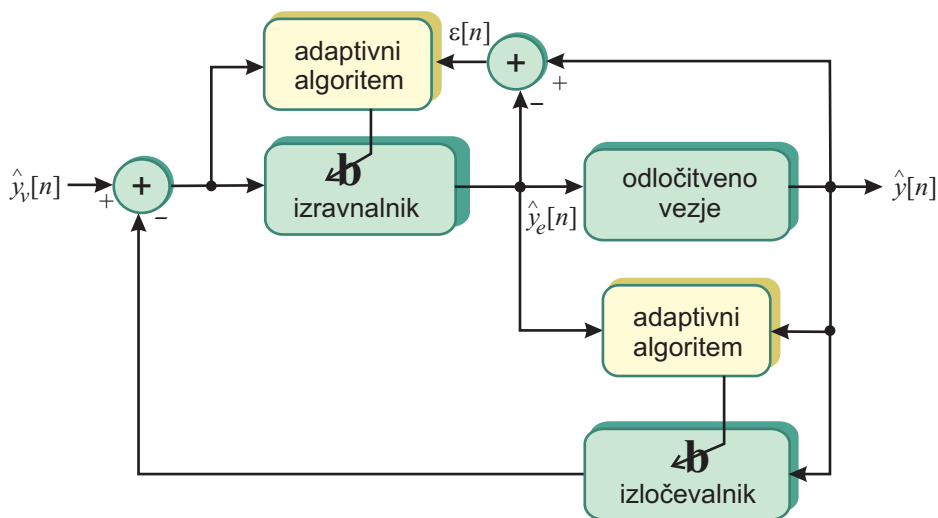 adaptivni
algoritem
ε[n]
+
+
−
ŷᵥ[n]
+
+
−
b
izravnalnik
ŷₑ[n]
odločitveno
vezje
ŷ[n]
adaptivni
algoritem
b
izločevalnik